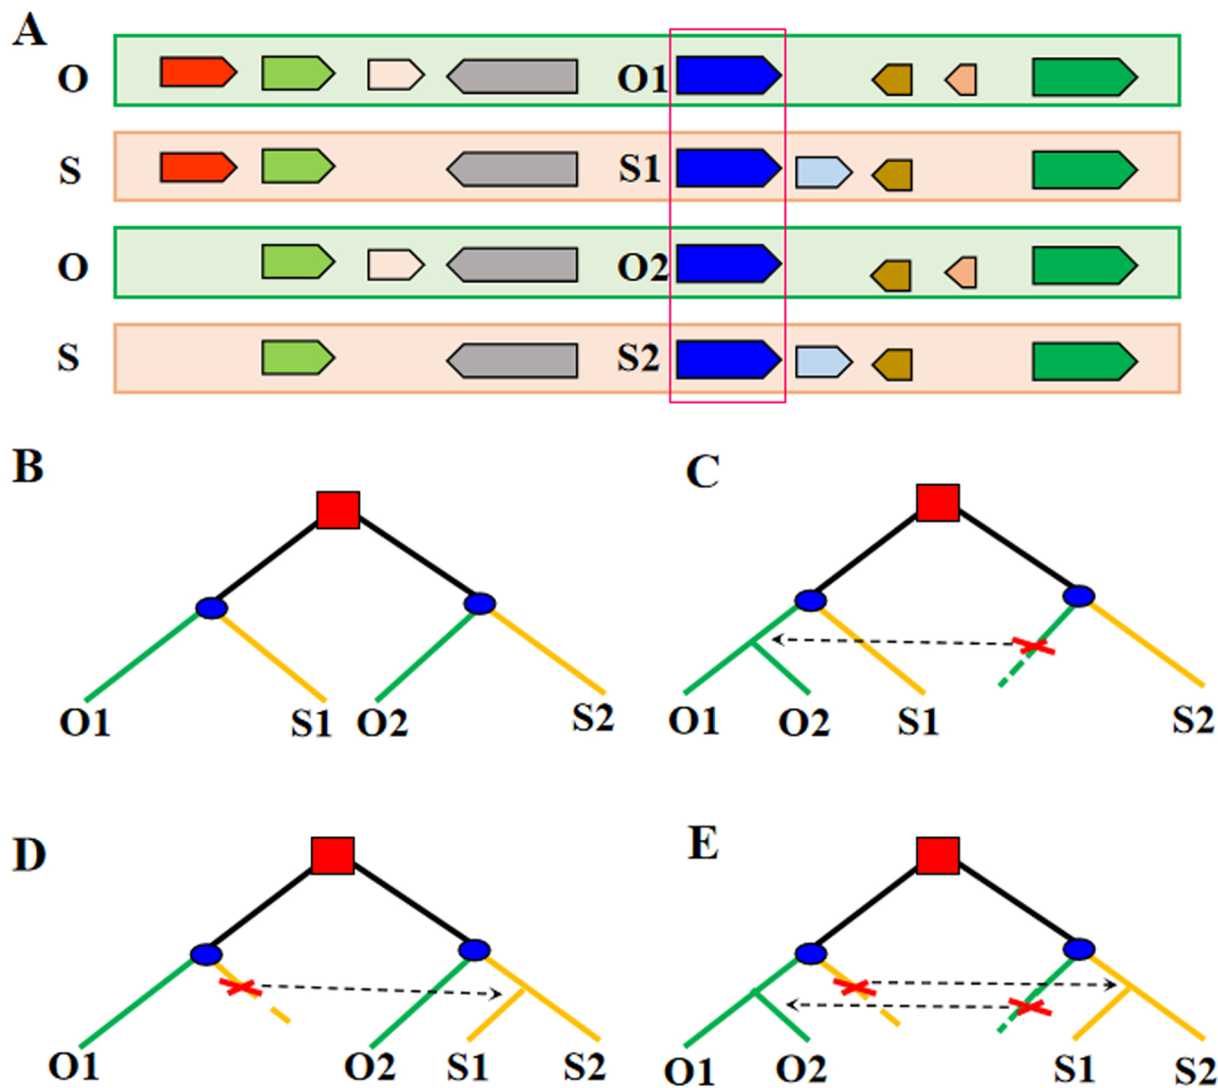 A
O O1
S S1
O O2
S S2
B
C
O1 S1 O2 S2
O1 O2 S1 S2
D
E
O1 O2 S1 S2
O1 O2 S1 S2